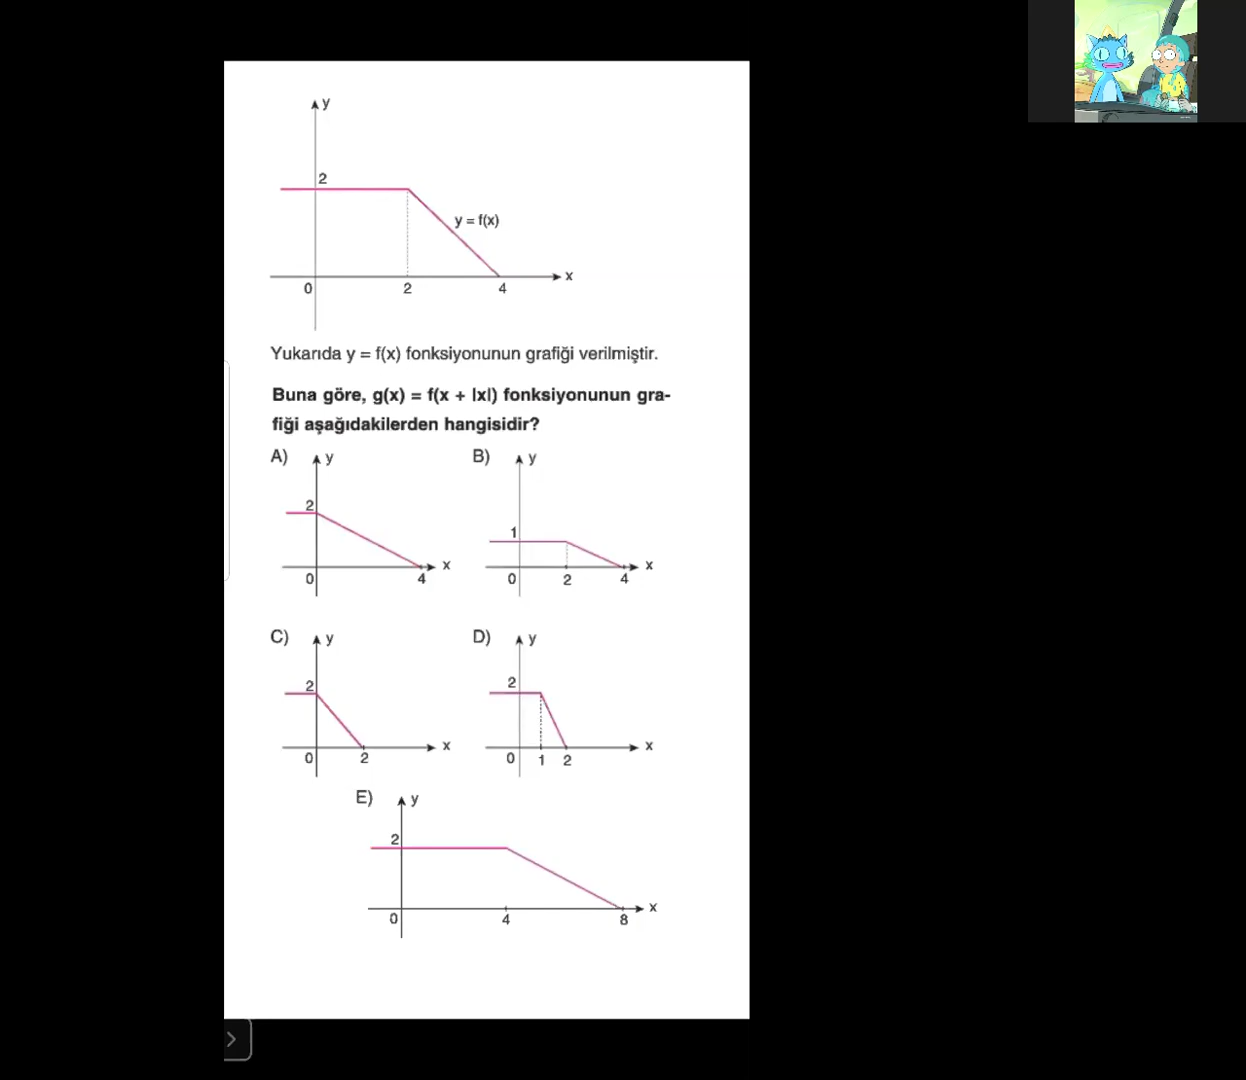 y
2
y = f(x)
x
0
2
4
Yukarıda y = f(x) fonksiyonunun grafiği verilmiştir.
Buna göre, g(x) = f(x + |x|) fonksiyonunun gra-
fiği aşağıdakilerden hangisidir?
A) y
2
x
0
4
B) y
1
x
0
2
4
C) y
2
x
0
2
D) y
2
x
0
1
2
E) y
2
x
0
4
8